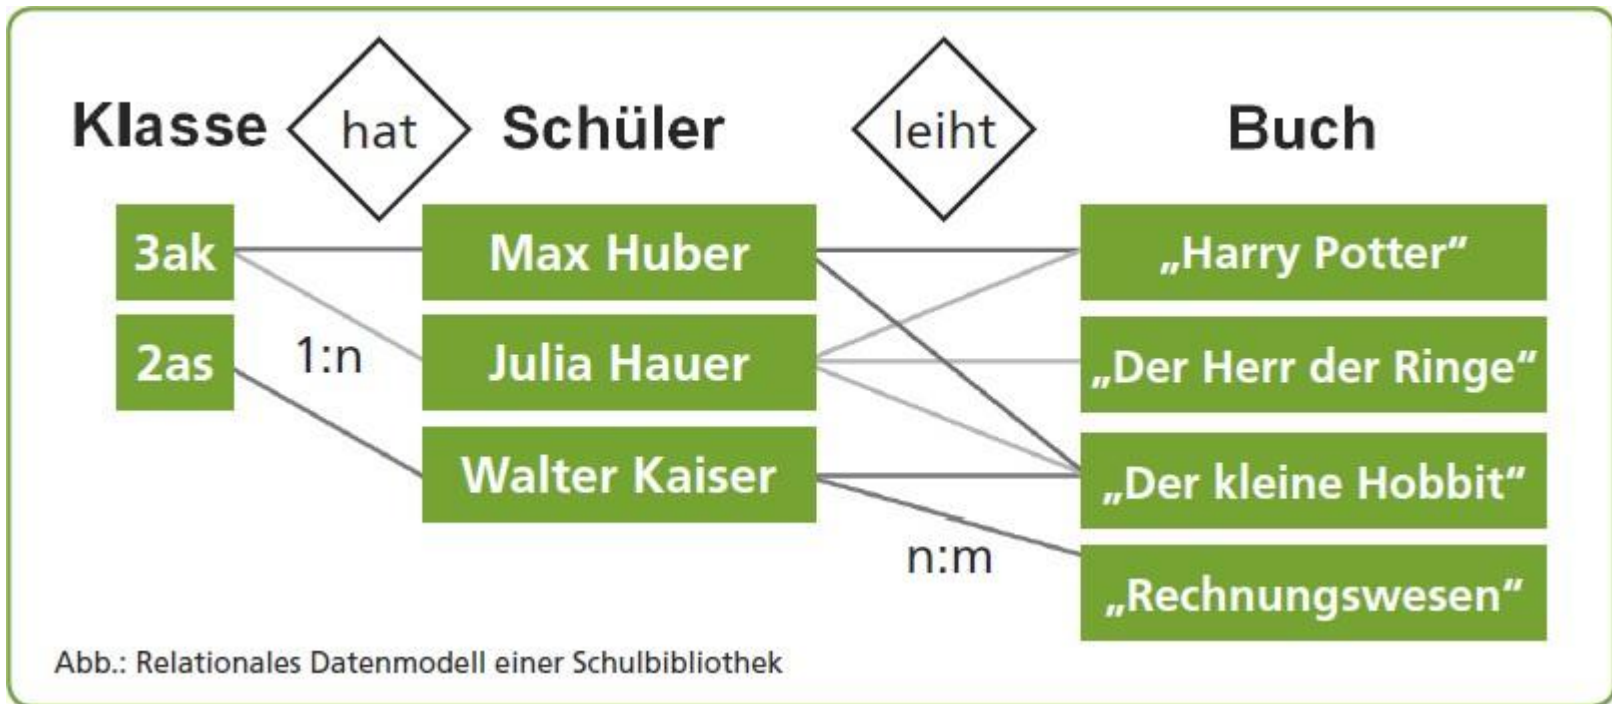 Klasse hat Schüler leiht Buch
3ak Max Huber „Harry Potter“
2as 1:n Julia Hauer „Der Herr der Ringe“
Walter Kaiser „Der kleine Hobbit“
n:m „Rechnungswesen“
Abb.: Relationales Datenmodell einer Schulbibliothek